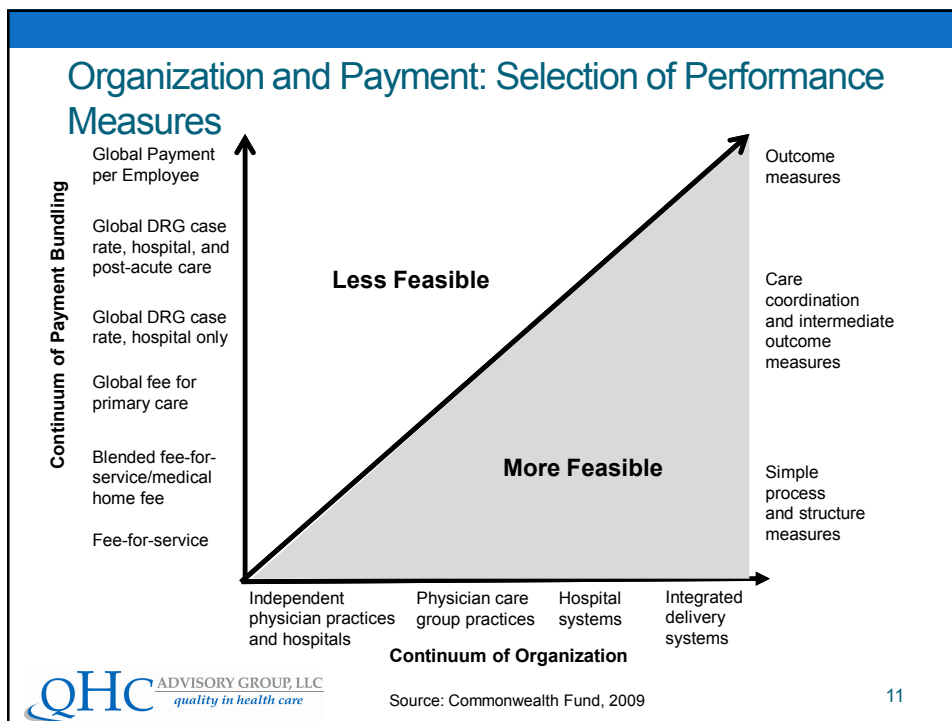 Organization and Payment: Selection of Performance
Measures
Continuum of Payment Bundling
Global Payment
per Employee
Global DRG case
rate, hospital, and
post-acute care
Global DRG case
rate, hospital only
Global fee for
primary care
Blended fee-for-
service/medical
home fee
Fee-for-service
Less Feasible
More Feasible
Outcome
measures
Care
coordination
and intermediate
outcome
measures
Simple
process
and structure
measures
Independent
physician practices
and hospitals
Physician care
group practices
Hospital
systems
Integrated
delivery
systems
Continuum of Organization
QHC ADVISORY GROUP, LLC
quality in health care
Source: Commonwealth Fund, 2009
11